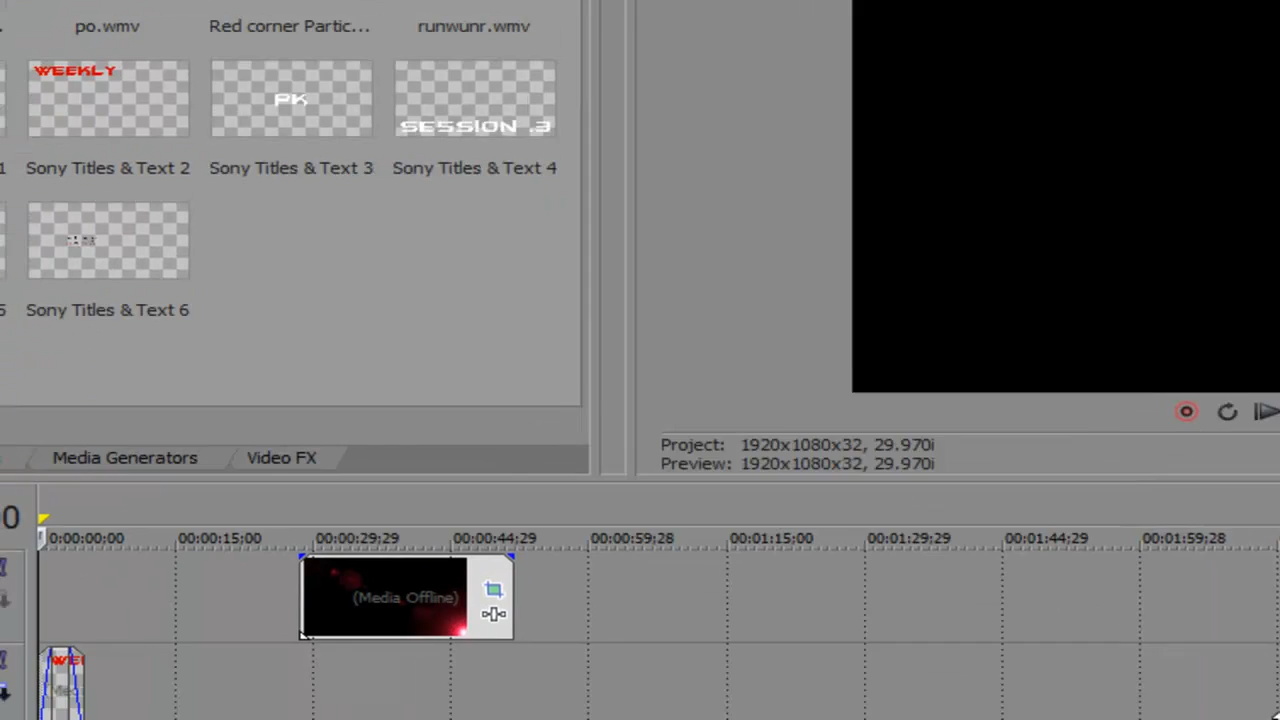 po.wmv Red corner Partic... runwunr.wmv
WEEKLY
PK
SESSION .3
1 Sony Titles & Text 2 Sony Titles & Text 3 Sony Titles & Text 4
5 Sony Titles & Text 6
Media Generators Video FX
Project: 1920x1080x32, 29.970i
Preview: 1920x1080x32, 29.970i
0:00:00;00 00:00:15;00 00:00:29;29 00:00:44;29 00:00:59;28 00:01:15;00 00:01:29;29 00:01:44;29 00:01:59;28
(Media Offline)